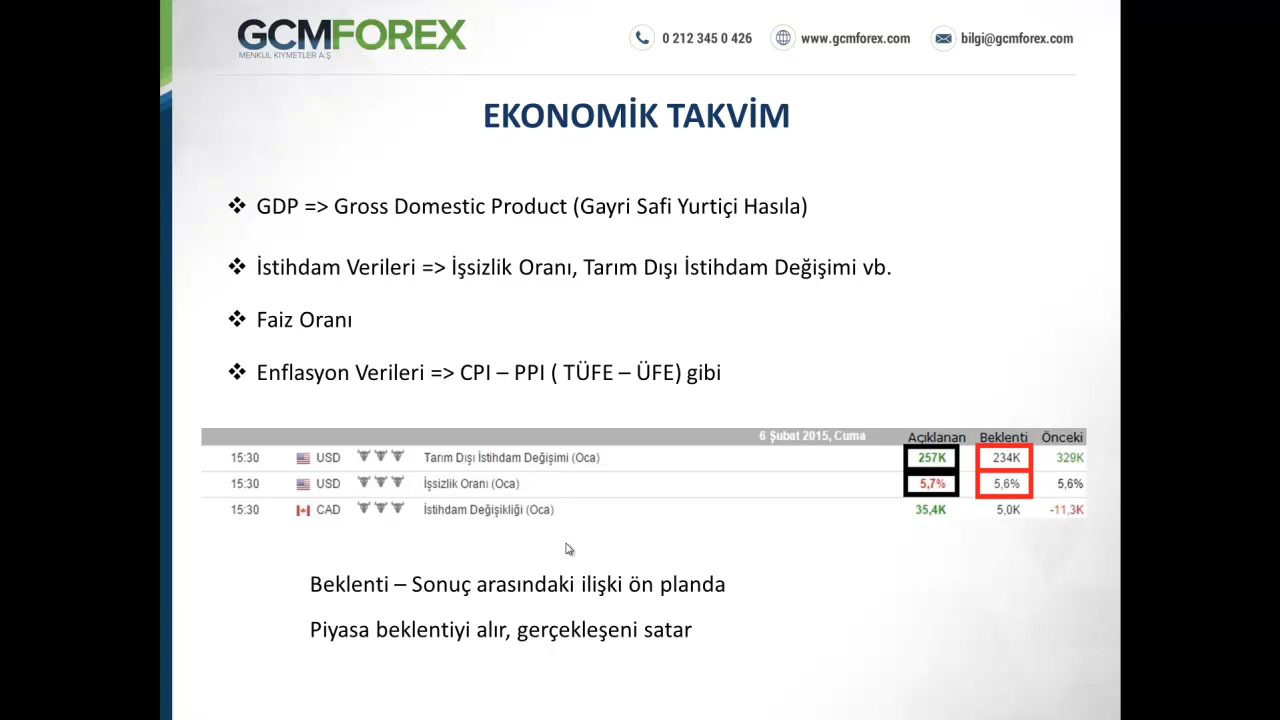 GCMFOREX
MENKUL KIYMETLER A.Ş
0 212 345 0 426 www.gcmforex.com bilgi@gcmforex.com
EKONOMİK TAKVİM
❖ GDP => Gross Domestic Product (Gayri Safi Yurtiçi Hasıla)
❖ İstihdam Verileri => İşsizlik Oranı, Tarım Dışı İstihdam Değişimi vb.
❖ Faiz Oranı
❖ Enflasyon Verileri => CPI – PPI ( TÜFE – ÜFE) gibi
6 Şubat 2015, Cuma Açıklanan Beklenti Önceki
15:30 USD Tarım Dışı İstihdam Değişimi (Oca) 257K 234K 329K
15:30 USD İşsizlik Oranı (Oca) 5,7% 5,6% 5,6%
15:30 CAD İstihdam Değişikliği (Oca) 35,4K 5,0K -11,3K
Beklenti – Sonuç arasındaki ilişki ön planda
Piyasa beklentiyi alır, gerçekleşeni satar